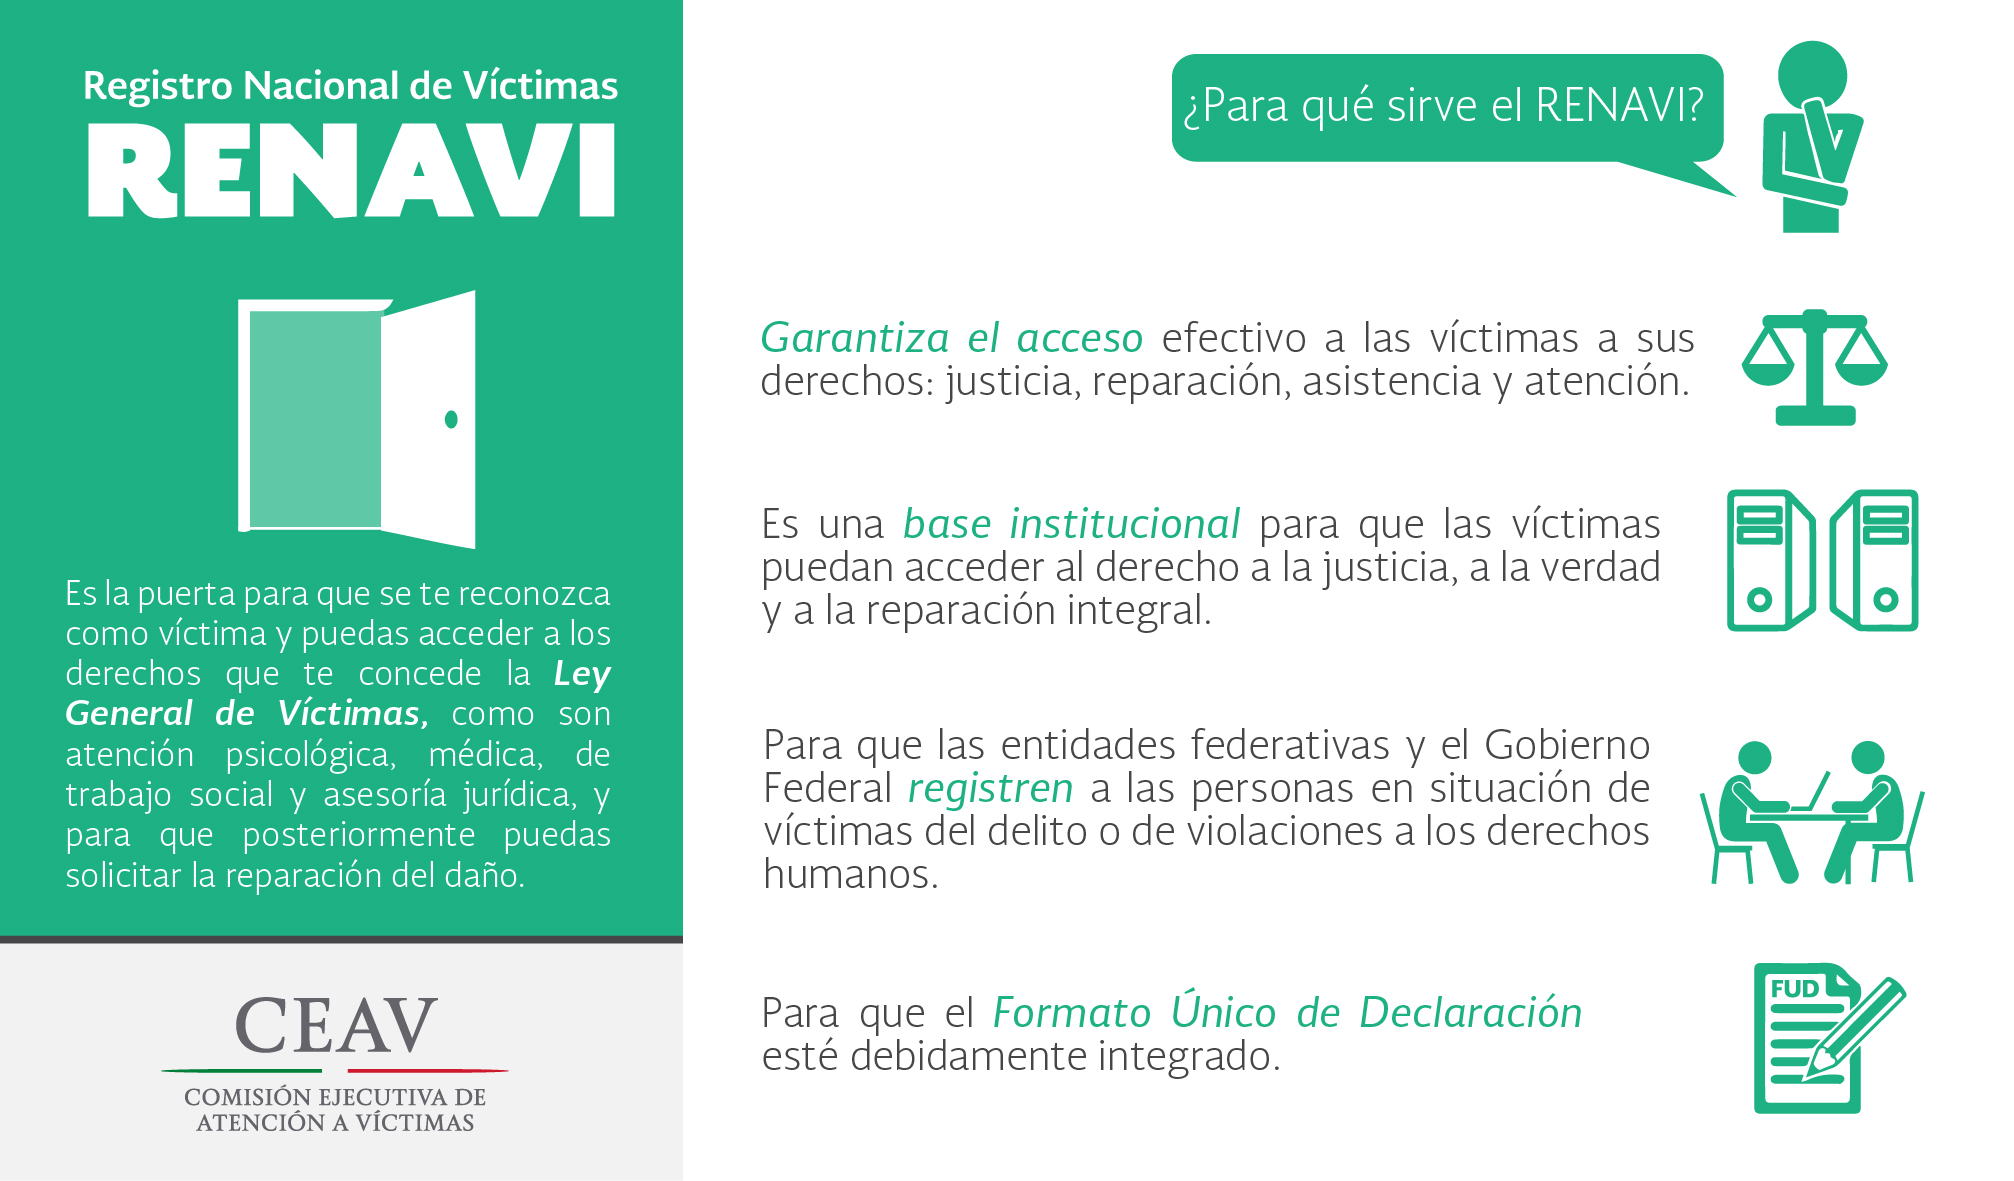 Registro Nacional de Víctimas
RENAVI
Es la puerta para que se te reconozca
como víctima y puedas acceder a los
derechos que te concede la Ley
General de Víctimas, como son
atención psicológica, médica, de
trabajo social y asesoría jurídica, y
para que posteriormente puedas
solicitar la reparación del daño.
CEAV
COMISIÓN EJECUTIVA DE
ATENCIÓN A VÍCTIMAS
¿Para qué sirve el RENAVI?
Garantiza el acceso efectivo a las víctimas a sus
derechos: justicia, reparación, asistencia y atención.
Es una base institucional para que las víctimas
puedan acceder al derecho a la justicia, a la verdad
y a la reparación integral.
Para que las entidades federativas y el Gobierno
Federal registren a las personas en situación de
víctimas del delito o de violaciones a los derechos
humanos.
Para que el Formato Único de Declaración
esté debidamente integrado.
FUD